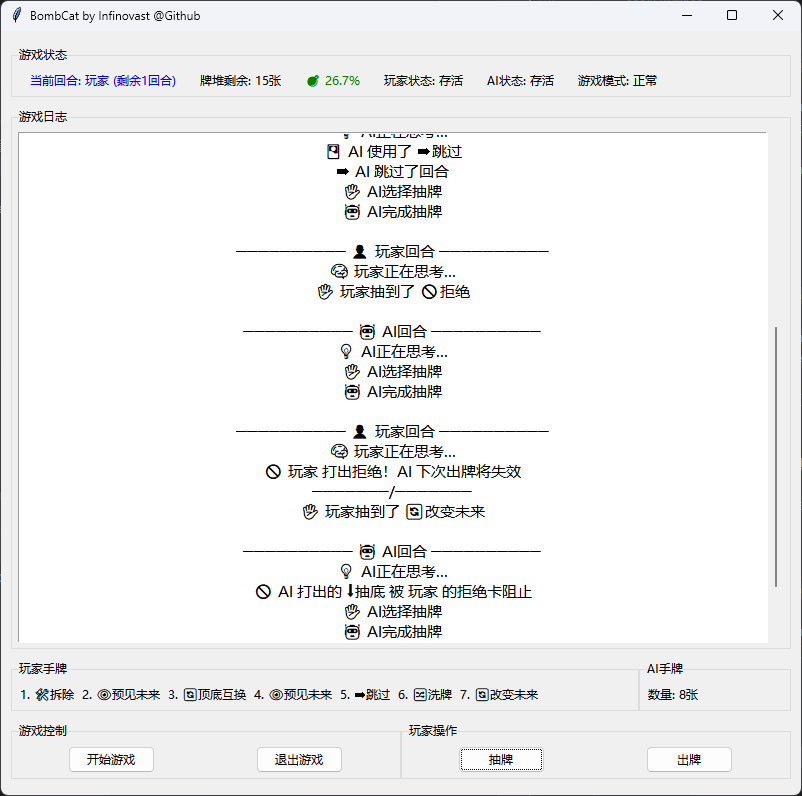 BombCat by Infinovast @Github
游戏状态
当前回合: 玩家 (剩余1回合) 牌堆剩余: 15张 💣 26.7% 玩家状态: 存活 AI状态: 存活 游戏模式: 正常
游戏日志
AI正在思考...
AI 使用了 ➡跳过
➡ AI 跳过了回合
AI选择抽牌
AI完成抽牌
────────── 👤 玩家回合 ──────────
玩家正在思考...
玩家抽到了 🚫拒绝
────────── 🤖 AI回合 ──────────
💡 AI正在思考...
AI选择抽牌
🤖 AI完成抽牌
────────── 👤 玩家回合 ──────────
玩家正在思考...
🚫 玩家 打出拒绝！AI 下次出牌将失效
───────/───────
玩家抽到了 🔄改变未来
────────── 🤖 AI回合 ──────────
💡 AI正在思考...
🚫 AI 打出的 ⬇抽底 被 玩家 的拒绝卡阻止
AI选择抽牌
🤖 AI完成抽牌
玩家手牌
1. 🛠拆除 2. 👁预见未来 3. 🔄顶底互换 4. 👁预见未来 5. ➡跳过 6. 🔀洗牌 7. 🔄改变未来
AI手牌
数量: 8张
游戏控制
开始游戏 退出游戏
玩家操作
抽牌 出牌